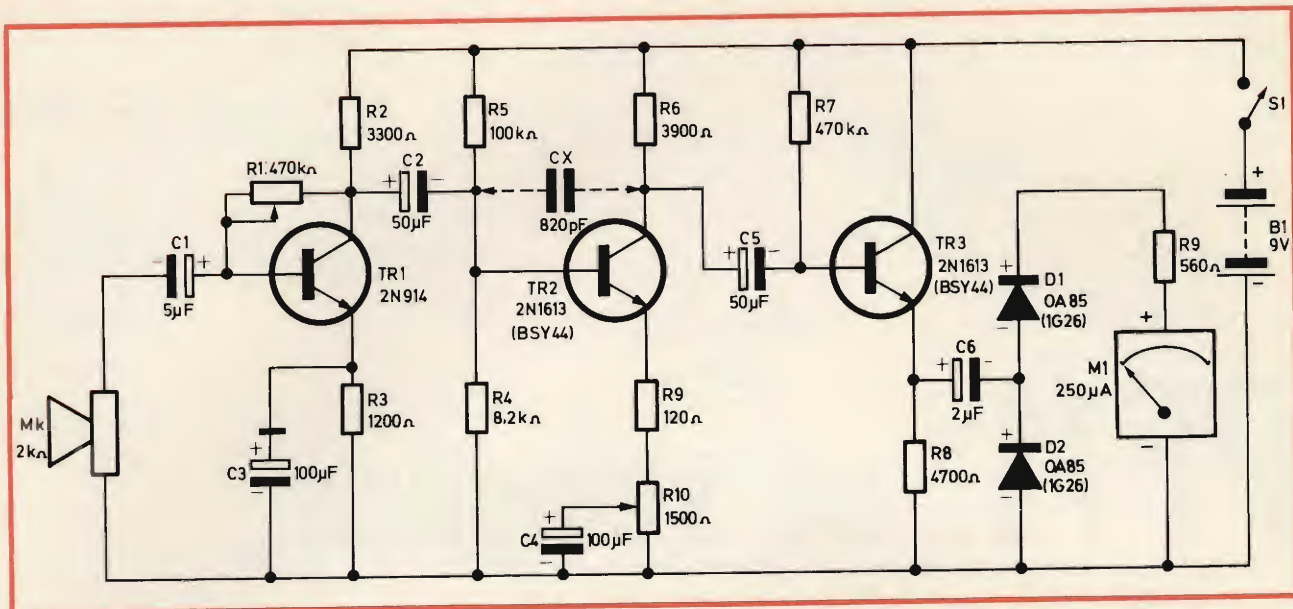 R2
3300Ω
R5
100kΩ
R6
3900Ω
R7
470kΩ
S1
R1:470kΩ
C2
+ -
50µF
CX
820pF
C1
- +
5µF
TR1
2N914
TR2
2N1613
(BSY44)
C5
+ -
50µF
TR3
2N1613
(BSY44)
+
B1
9V
-
R9
560Ω
+
D1
OA85
(1G26)
-
C6
+ -
2µF
+
M1
250µA
-
Mk
2kΩ
R3
1200Ω
+
C3
100µF
-
R4
8,2kΩ
R9
120Ω
R10
1500Ω
+
C4
100µF
-
R8
4700Ω
+
D2
OA85
(1G26)
-